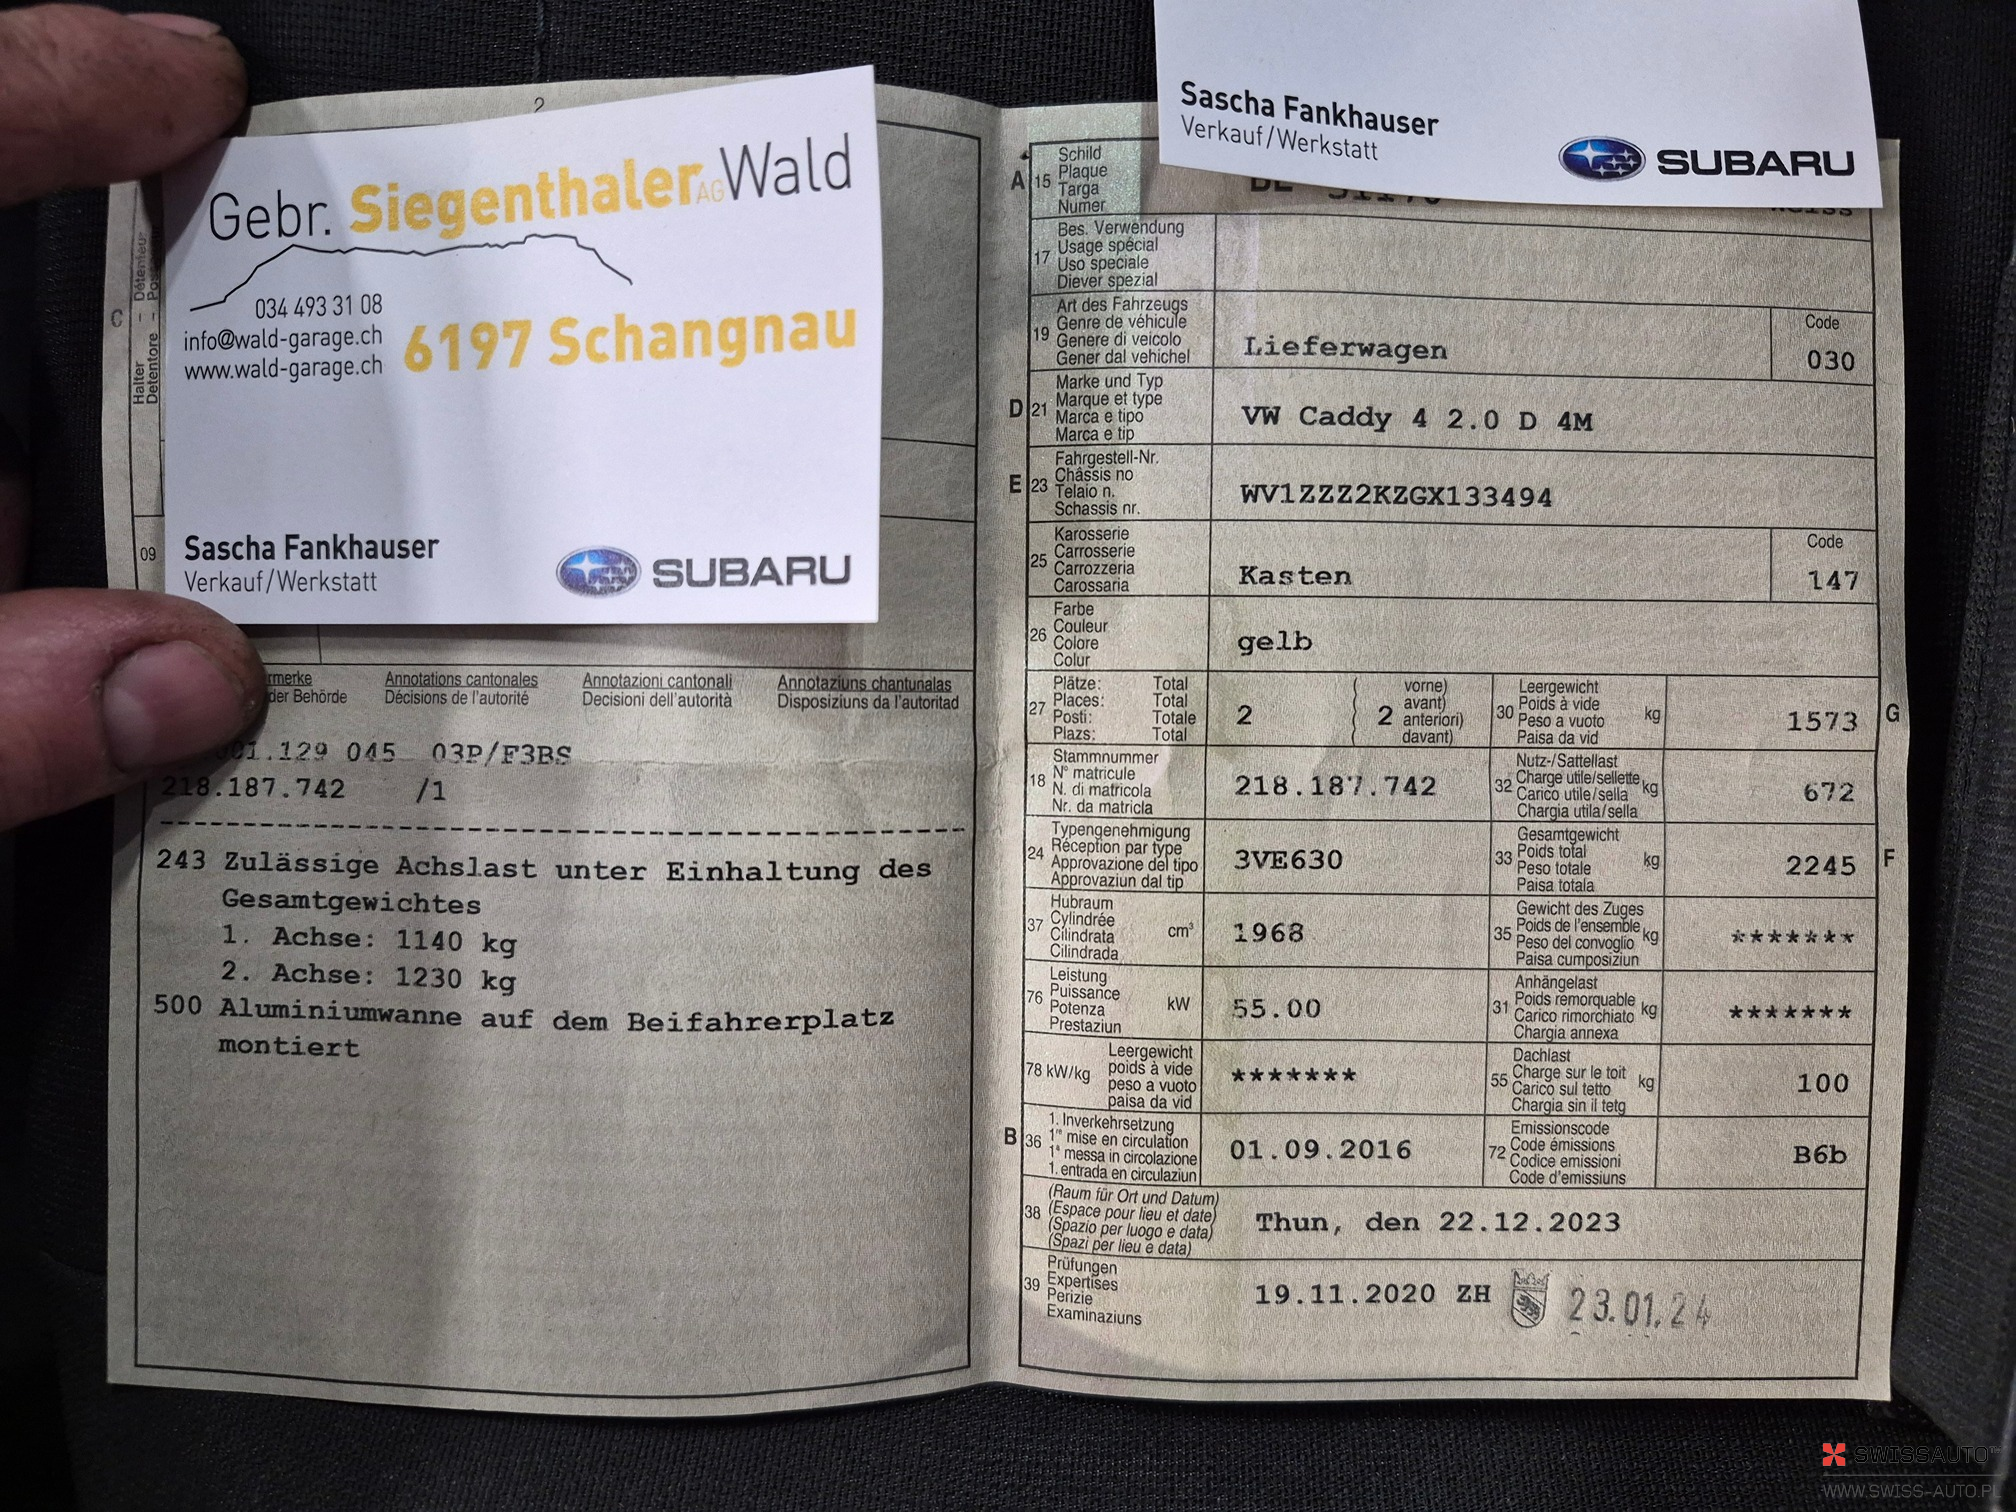 2
Gebr. Siegenthaler AG Wald
034 493 31 08
info@wald-garage.ch
www.wald-garage.ch
6197 Schangnau
Sascha Fankhauser
Verkauf/Werkstatt
SUBARU
C
Halter – Détenteur
Detentore –
09
rmerke
der Behörde
Annotations cantonales
Décisions de l'autorité
Annotazioni cantonali
Decisioni dell'autorità
Annotaziuns chantunalas
Disposiziuns da l'autoritad
001.129 045 03P/F3BS
218.187.742 /1
243 Zulässige Achslast unter Einhaltung des
Gesamtgewichtes
1. Achse: 1140 kg
2. Achse: 1230 kg
500 Aluminiumwanne auf dem Beifahrerplatz
montiert
Sascha Fankhauser
Verkauf/Werkstatt
SUBARU
A 15
Schild
Plaque
Targa
Numer
17
Bes. Verwendung
Usage spécial
Uso speciale
Diever spezial
19
Art des Fahrzeugs
Genre de véhicule
Genere di veicolo
Gener dal vehichel
Lieferwagen
Code
030
D 21
Marke und Typ
Marque et type
Marca e tipo
Marca e tip
VW Caddy 4 2.0 D 4M
E 23
Fahrgestell-Nr.
Châssis no
Telaio n.
Schassis nr.
WV1ZZZ2KZGX133494
25
Karosserie
Carrosserie
Carrozzeria
Carossaria
Kasten
Code
147
26
Farbe
Couleur
Colore
Colur
gelb
27
Plätze: Total
Places: Total
Posti: Totale
Plazs: Total
2
2
vorne)
avant)
anteriori)
davant)
30
Leergewicht
Poids à vide
Peso a vuoto
Paisa da vid
kg
1573
G
18
Stammnummer
N° matricule
N. di matricola
Nr. da matricla
218.187.742
32
Nutz-/Sattellast
Charge utile/sellette
Carico utile/sella
Chargia utila/sella
kg
672
24
Typengenehmigung
Réception par type
Approvazione del tipo
Approvaziun dal tip
3VE630
33
Gesamtgewicht
Poids total
Peso totale
Paisa totala
kg
2245
F
37
Hubraum
Cylindrée
Cilindrata
Cilindrada
cm³
1968
35
Gewicht des Zuges
Poids de l'ensemble
Peso del convoglio
Paisa cumposiziun
kg
*******
76
Leistung
Puissance
Potenza
Prestaziun
kW
55.00
31
Anhängelast
Poids remorquable
Carico rimorchiato
Chargia annexa
kg
*******
78 kW/kg
Leergewicht
poids à vide
peso a vuoto
paisa da vid
*******
55
Dachlast
Charge sur le toit
Carico sul tetto
Chargia sin il tetg
kg
100
B 36
1. Inverkehrsetzung
1re mise en circulation
1a messa in circolazione
1. entrada en circulaziun
01.09.2016
72
Emissionscode
Code émissions
Codice emissioni
Code d'emissiuns
B6b
38
(Raum für Ort und Datum)
(Espace pour lieu et date)
(Spazio per luogo e data)
(Spazi per lieu e data)
Thun, den 22.12.2023
39
Prüfungen
Expertises
Perizie
Examinaziuns
19.11.2020 ZH
23.01.24
SWISSAUTO
WWW.SWISS-AUTO.PL